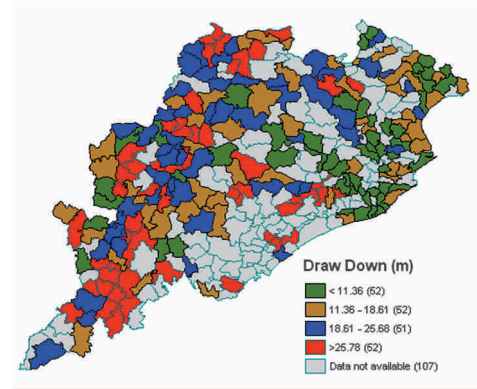 Draw Down (m)
< 11.36 (52)
11.36 - 18.61 (52)
18.61 - 25.68 (51)
>25.78 (52)
Data not available (107)